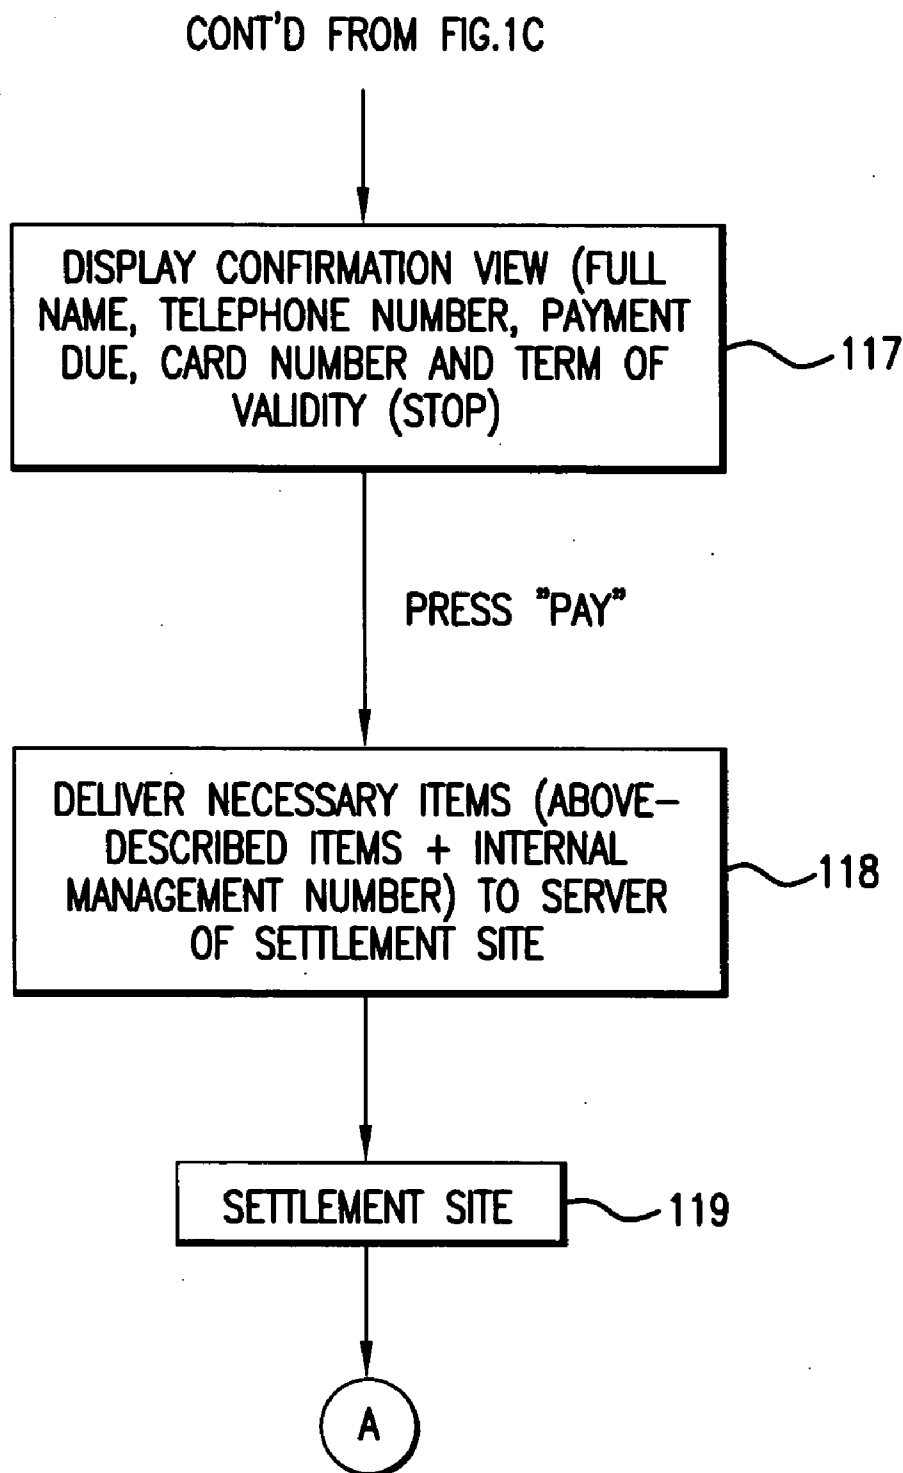 CONT'D FROM FIG.1C
DISPLAY CONFIRMATION VIEW (FULL
NAME, TELEPHONE NUMBER, PAYMENT
DUE, CARD NUMBER AND TERM OF
VALIDITY (STOP)
117
PRESS "PAY"
DELIVER NECESSARY ITEMS (ABOVE-
DESCRIBED ITEMS + INTERNAL
MANAGEMENT NUMBER) TO SERVER
OF SETTLEMENT SITE
118
SETTLEMENT SITE
119
A